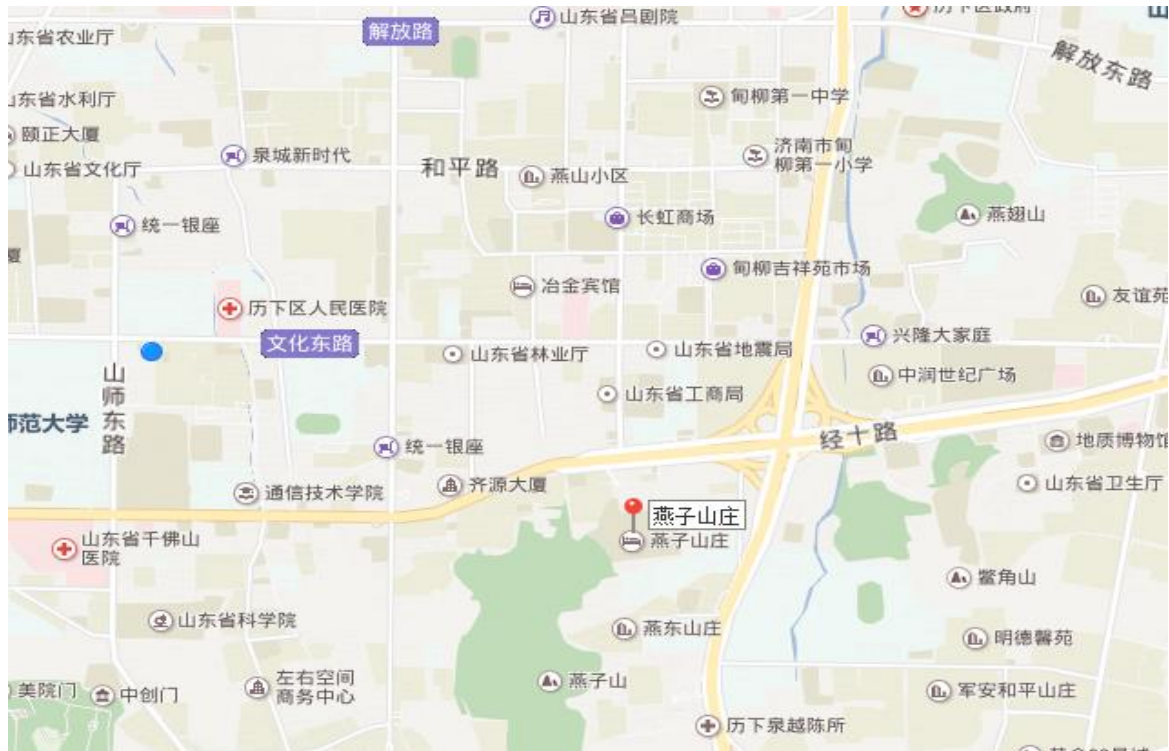 山东省吕剧院
历下区政府
解放路
山东省农业厅
解放东路
山东省水利厅
甸柳第一中学
颐正大厦
泉城新时代
和平路
济南市甸
柳第一小学
山东省文化厅
燕山小区
统一银座
长虹商场
燕翅山
厦
甸柳吉祥苑市场
冶金宾馆
友谊苑
历下区人民医院
文化东路
兴隆大家庭
山东省林业厅
山东省地震局
山师东路
中润世纪广场
山东省工商局
师范大学
经十路
统一银座
地质博物馆
齐源大厦
通信技术学院
山东省卫生厅
燕子山庄
燕子山庄
山东省千佛山
医院
鳖角山
山东省科学院
燕东山庄
明德馨苑
左右空间
商务中心
燕子山
美院门
中创门
军安和平山庄
历下泉越陈所